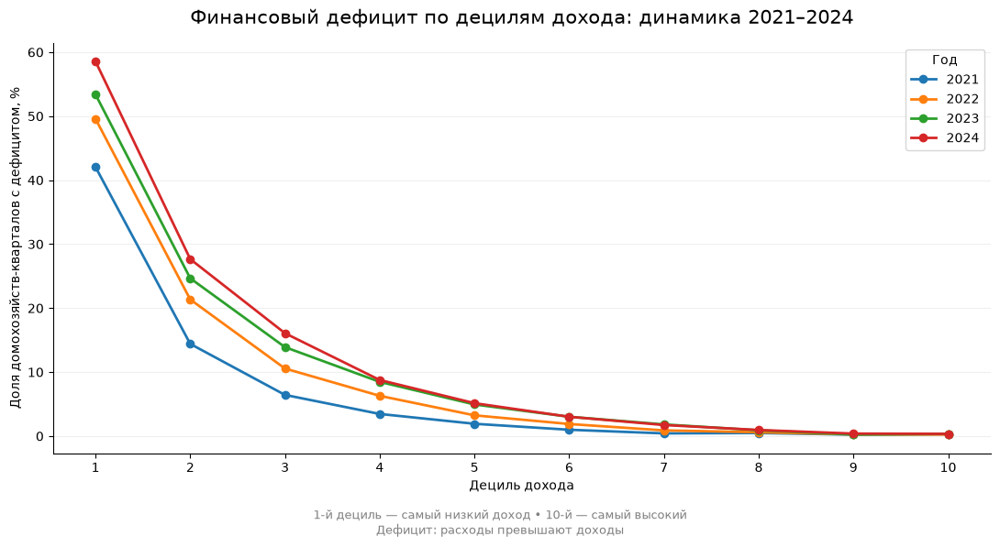 Финансовый дефицит по децилям дохода: динамика 2021–2024
Доля домохозяйств-кварталов с дефицитом, %
60
50
40
30
20
10
0
Год
2021
2022
2023
2024
1 2 3 4 5 6 7 8 9 10
Дециль дохода
1-й дециль — самый низкий доход • 10-й — самый высокий
Дефицит: расходы превышают доходы